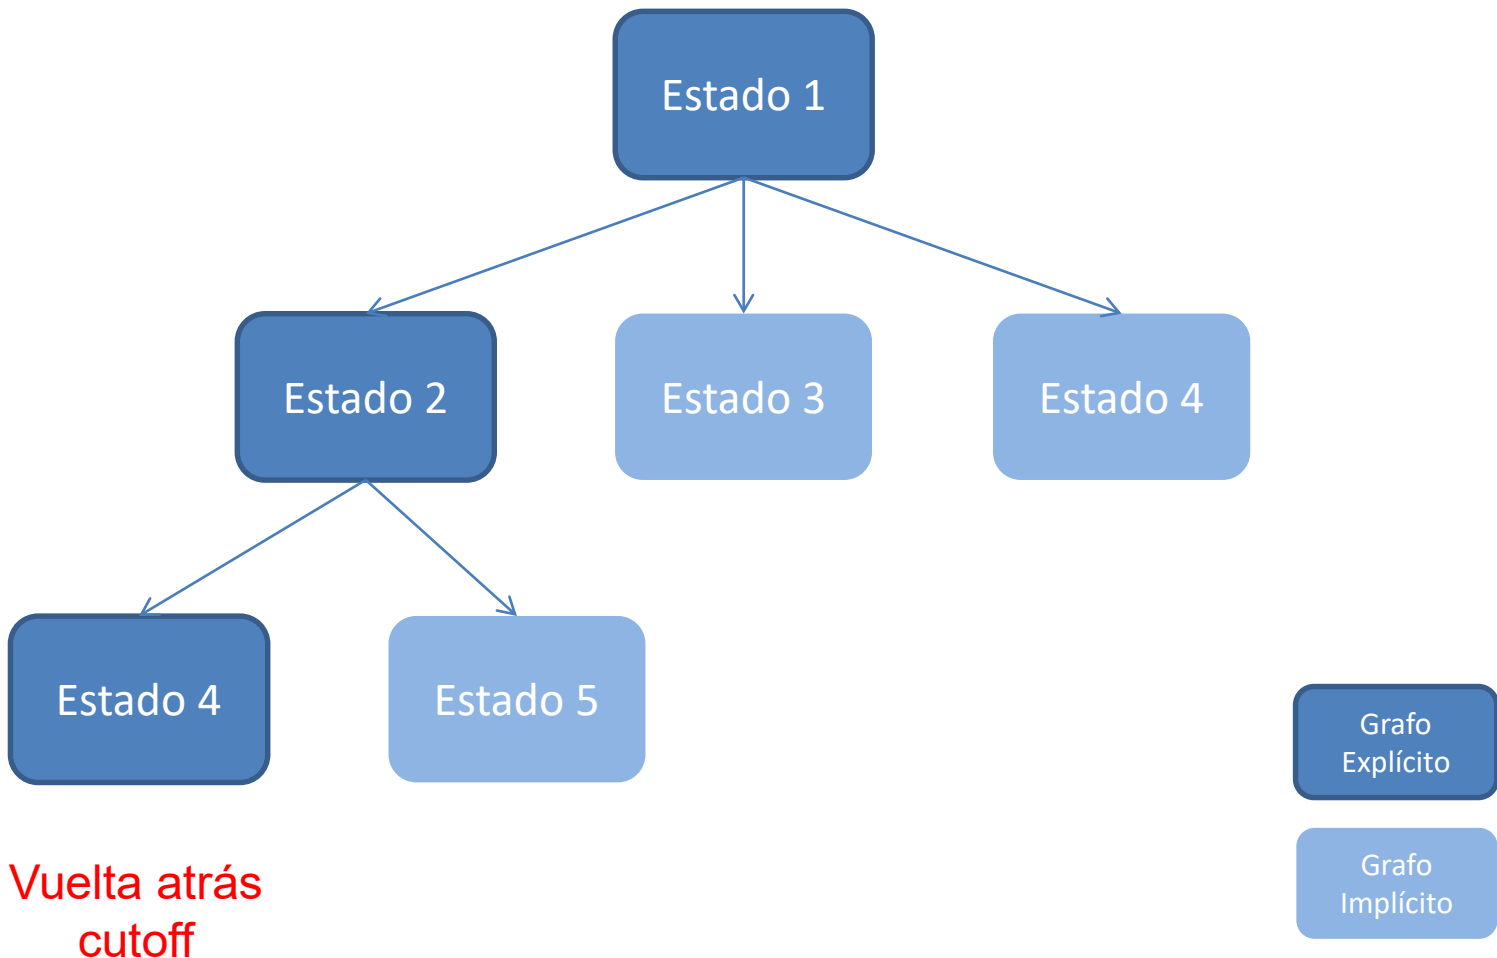 Estado 1
Estado 2
Estado 3
Estado 4
Estado 4
Estado 5
Grafo
Explícito
Grafo
Implícito
Vuelta atrás
cutoff